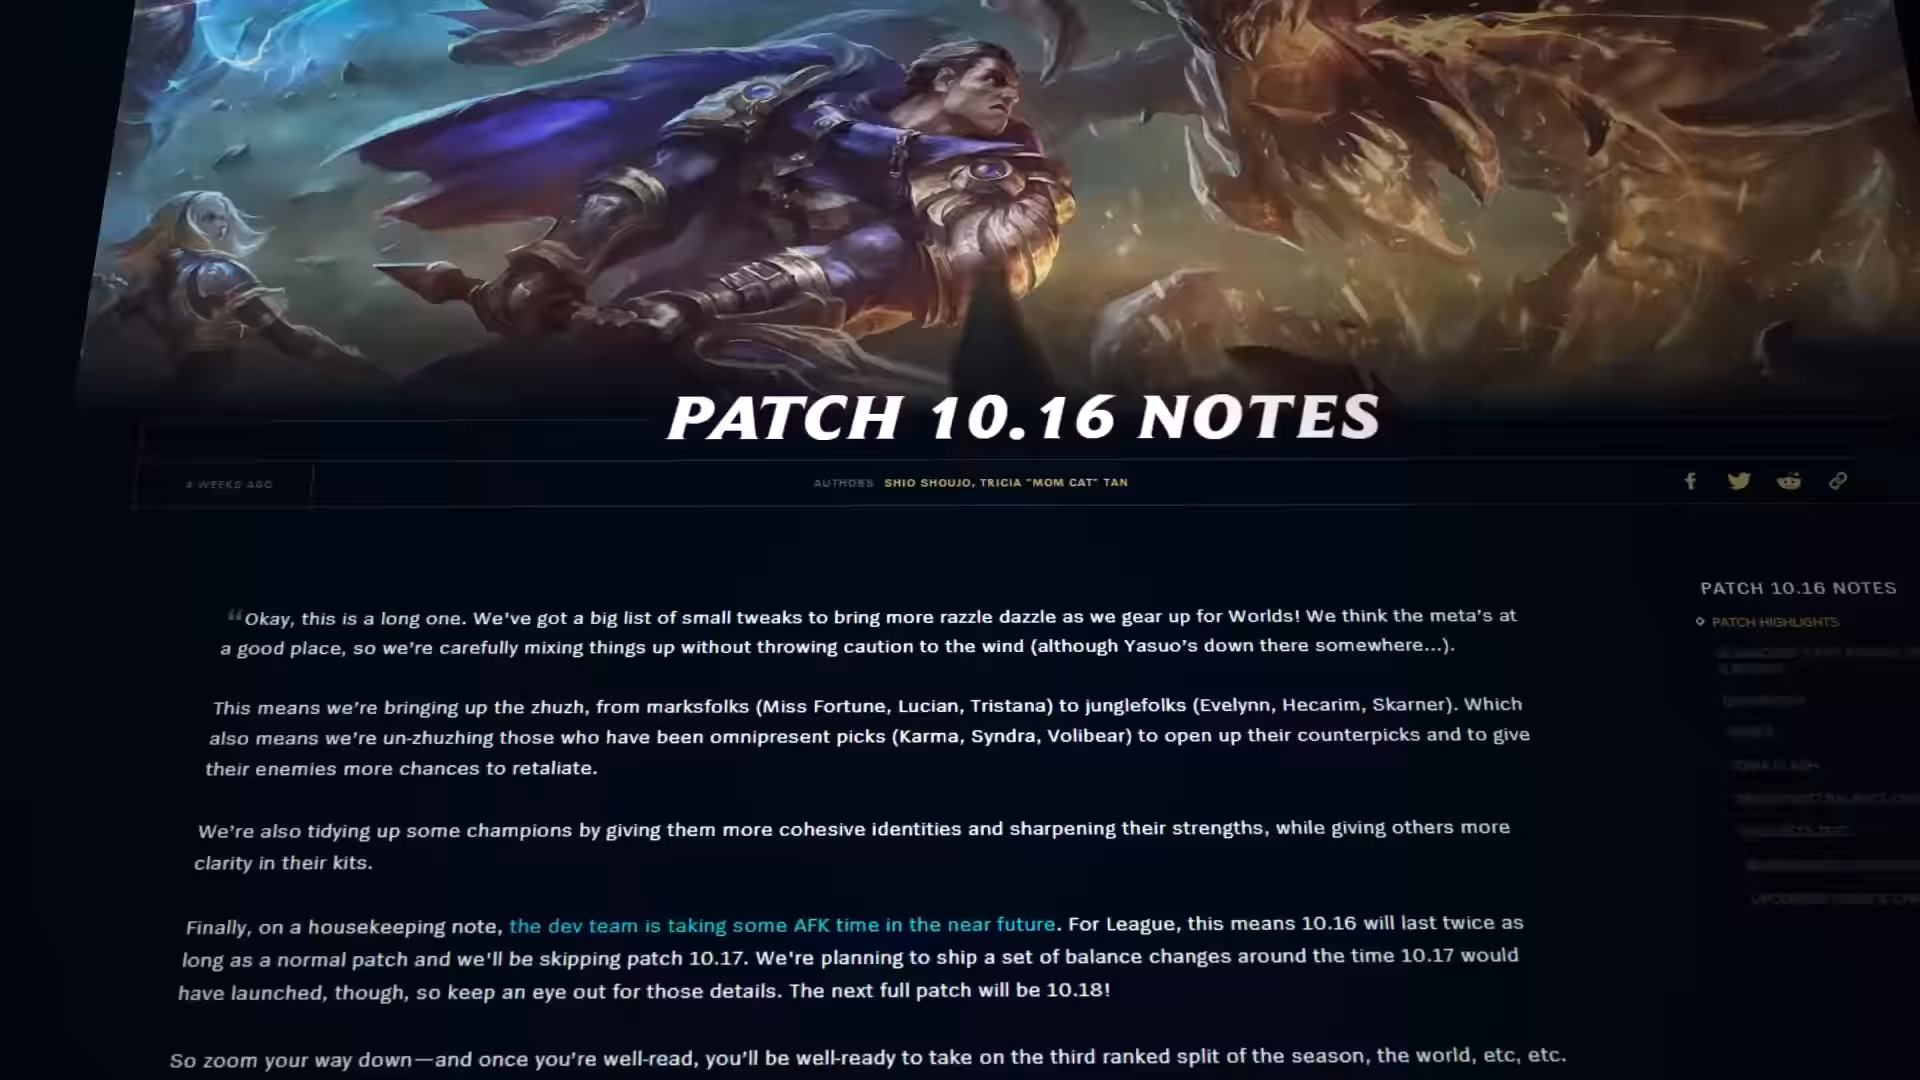 PATCH 10.16 NOTES
4 WEEKS AGO
AUTHORS SHIO SHOUJO, TRICIA "MOM CAT" TAN
“Okay, this is a long one. We've got a big list of small tweaks to bring more razzle dazzle as we gear up for Worlds! We think the meta's at
a good place, so we're carefully mixing things up without throwing caution to the wind (although Yasuo's down there somewhere...).
This means we're bringing up the zhuzh, from marksfolks (Miss Fortune, Lucian, Tristana) to junglefolks (Evelynn, Hecarim, Skarner). Which
also means we're un-zhuzhing those who have been omnipresent picks (Karma, Syndra, Volibear) to open up their counterpicks and to give
their enemies more chances to retaliate.
We're also tidying up some champions by giving them more cohesive identities and sharpening their strengths, while giving others more
clarity in their kits.
Finally, on a housekeeping note, the dev team is taking some AFK time in the near future. For League, this means 10.16 will last twice as
long as a normal patch and we'll be skipping patch 10.17. We're planning to ship a set of balance changes around the time 10.17 would
have launched, though, so keep an eye out for those details. The next full patch will be 10.18!
So zoom your way down—and once you're well-read, you'll be well-ready to take on the third ranked split of the season, the world, etc, etc.
PATCH 10.16 NOTES
PATCH HIGHLIGHTS